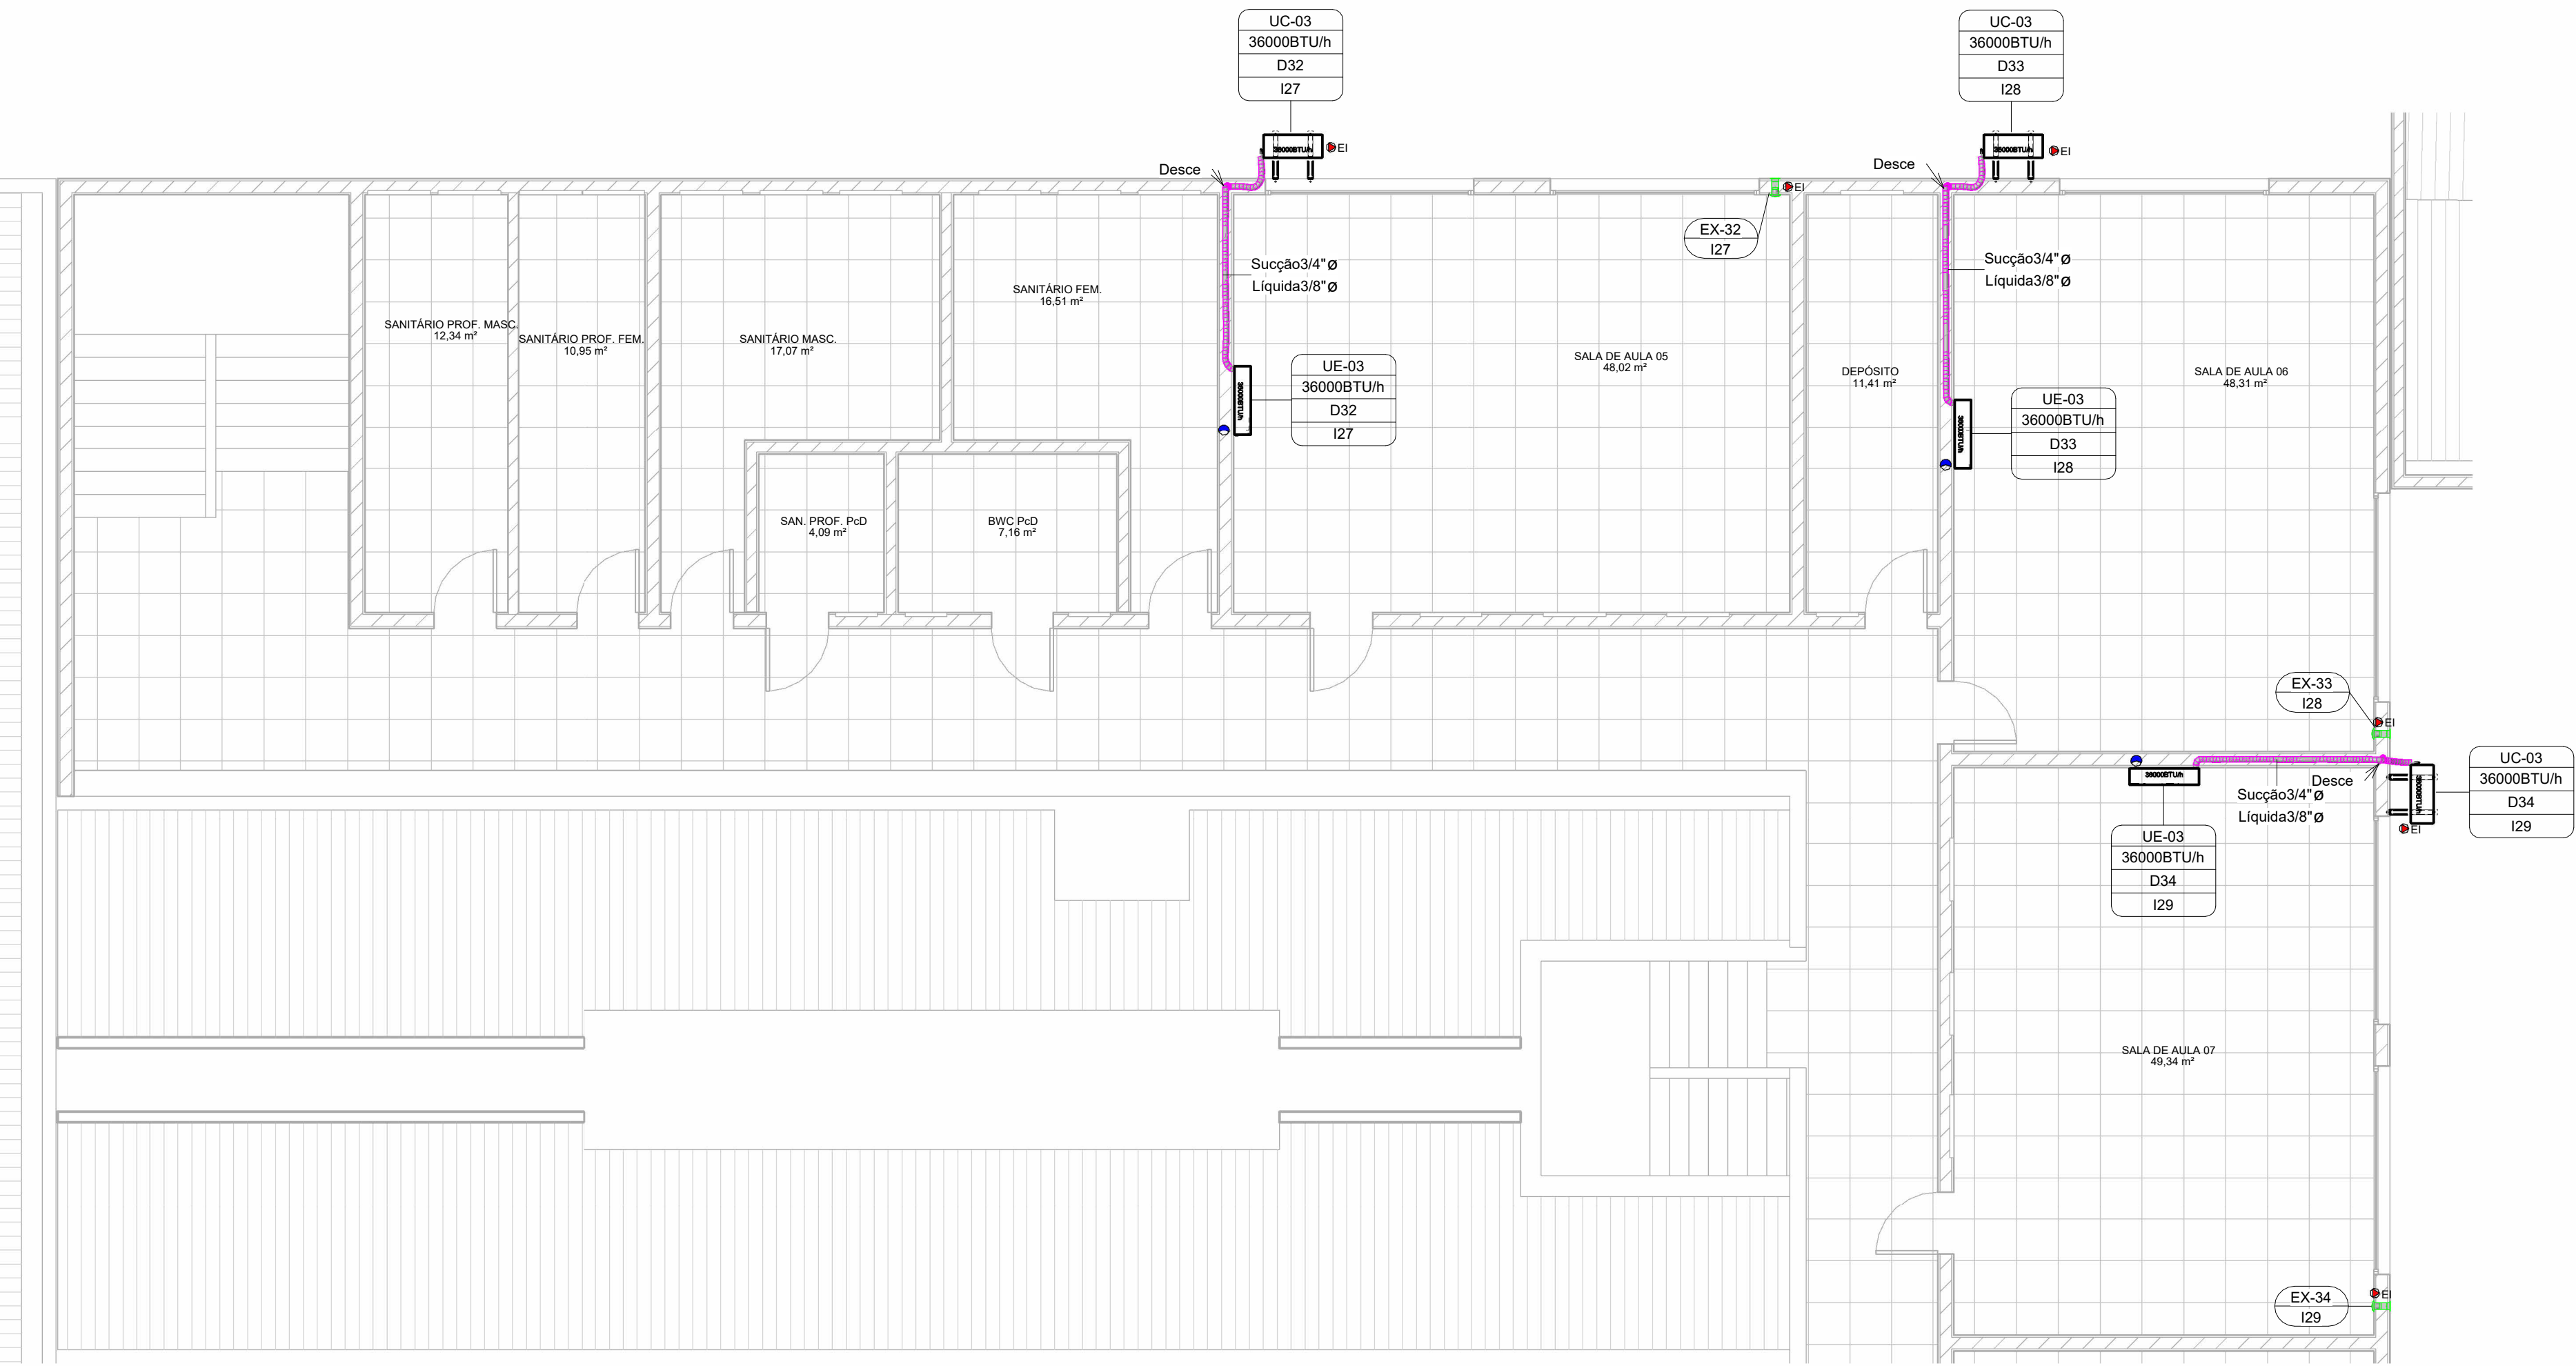 UC-03
36000BTU/h
D32
I27
UC-03
36000BTU/h
D33
I28
36000BTU/h
EI
36000BTU/h
EI
Desce
Desce
EI
EX-32
I27
Sucção3/4"Ø
Líquida3/8"Ø
Sucção3/4"Ø
Líquida3/8"Ø
SANITÁRIO FEM.
16,51 m²
SANITÁRIO PROF. MASC.
12,34 m²
SANITÁRIO PROF. FEM.
10,95 m²
SANITÁRIO MASC.
17,07 m²
SALA DE AULA 05
48,02 m²
DEPÓSITO
11,41 m²
SALA DE AULA 06
48,31 m²
36000BTU/h
UE-03
36000BTU/h
D32
I27
36000BTU/h
UE-03
36000BTU/h
D33
I28
SAN. PROF. PcD
4,09 m²
BWC PcD
7,16 m²
EX-33
I28
EI
36000BTU/h
Desce
Sucção3/4"Ø
Líquida3/8"Ø
36000BTU/h
EI
UC-03
36000BTU/h
D34
I29
UE-03
36000BTU/h
D34
I29
SALA DE AULA 07
49,34 m²
EX-34
I29
EI